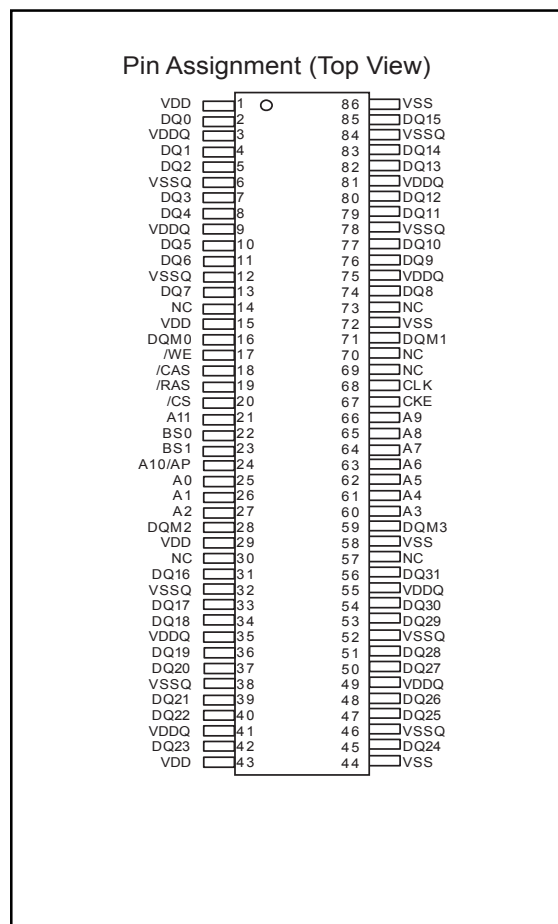 Pin Assignment (Top View)
VDD 1 86 VSS
DQ0 2 85 DQ15
VDDQ 3 84 VSSQ
DQ1 4 83 DQ14
DQ2 5 82 DQ13
VSSQ 6 81 VDDQ
DQ3 7 80 DQ12
DQ4 8 79 DQ11
VDDQ 9 78 VSSQ
DQ5 10 77 DQ10
DQ6 11 76 DQ9
VSSQ 12 75 VDDQ
DQ7 13 74 DQ8
NC 14 73 NC
VDD 15 72 VSS
DQM0 16 71 DQM1
/WE 17 70 NC
/CAS 18 69 NC
/RAS 19 68 CLK
/CS 20 67 CKE
A11 21 66 A9
BS0 22 65 A8
BS1 23 64 A7
A10/AP 24 63 A6
A0 25 62 A5
A1 26 61 A4
A2 27 60 A3
DQM2 28 59 DQM3
VDD 29 58 VSS
NC 30 57 NC
DQ16 31 56 DQ31
VSSQ 32 55 VDDQ
DQ17 33 54 DQ30
DQ18 34 53 DQ29
VDDQ 35 52 VSSQ
DQ19 36 51 DQ28
DQ20 37 50 DQ27
VSSQ 38 49 VDDQ
DQ21 39 48 DQ26
DQ22 40 47 DQ25
VDDQ 41 46 VSSQ
DQ23 42 45 DQ24
VDD 43 44 VSS